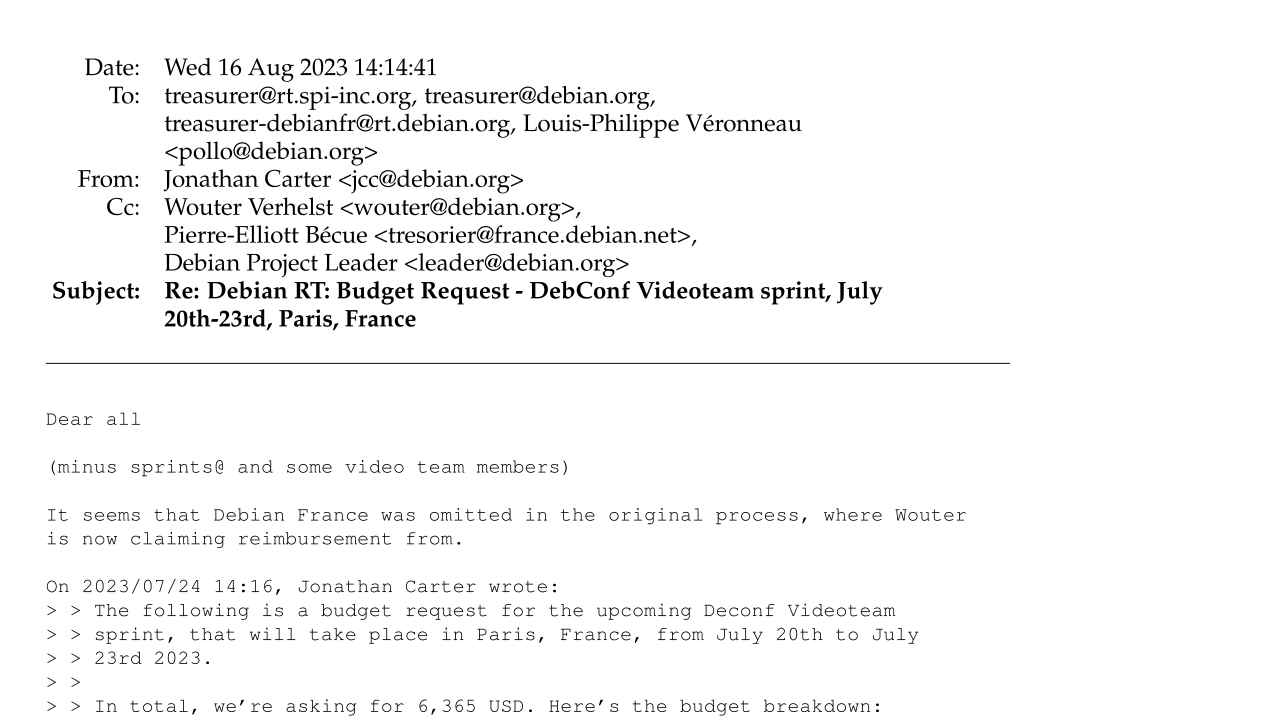 Date: Wed 16 Aug 2023 14:14:41
To: treasurer@rt.spi-inc.org, treasurer@debian.org,
treasurer-debianfr@rt.debian.org, Louis-Philippe Véronneau
<pollo@debian.org>
From: Jonathan Carter <jcc@debian.org>
Cc: Wouter Verhelst <wouter@debian.org>,
Pierre-Elliott Bécue <tresorier@france.debian.net>,
Debian Project Leader <leader@debian.org>
Subject: Re: Debian RT: Budget Request - DebConf Videoteam sprint, July
20th-23rd, Paris, France
Dear all
(minus sprints@ and some video team members)
It seems that Debian France was omitted in the original process, where Wouter
is now claiming reimbursement from.
On 2023/07/24 14:16, Jonathan Carter wrote:
> > The following is a budget request for the upcoming Deconf Videoteam
> > sprint, that will take place in Paris, France, from July 20th to July
> > 23rd 2023.
> >
> > In total, we’re asking for 6,365 USD. Here’s the budget breakdown: